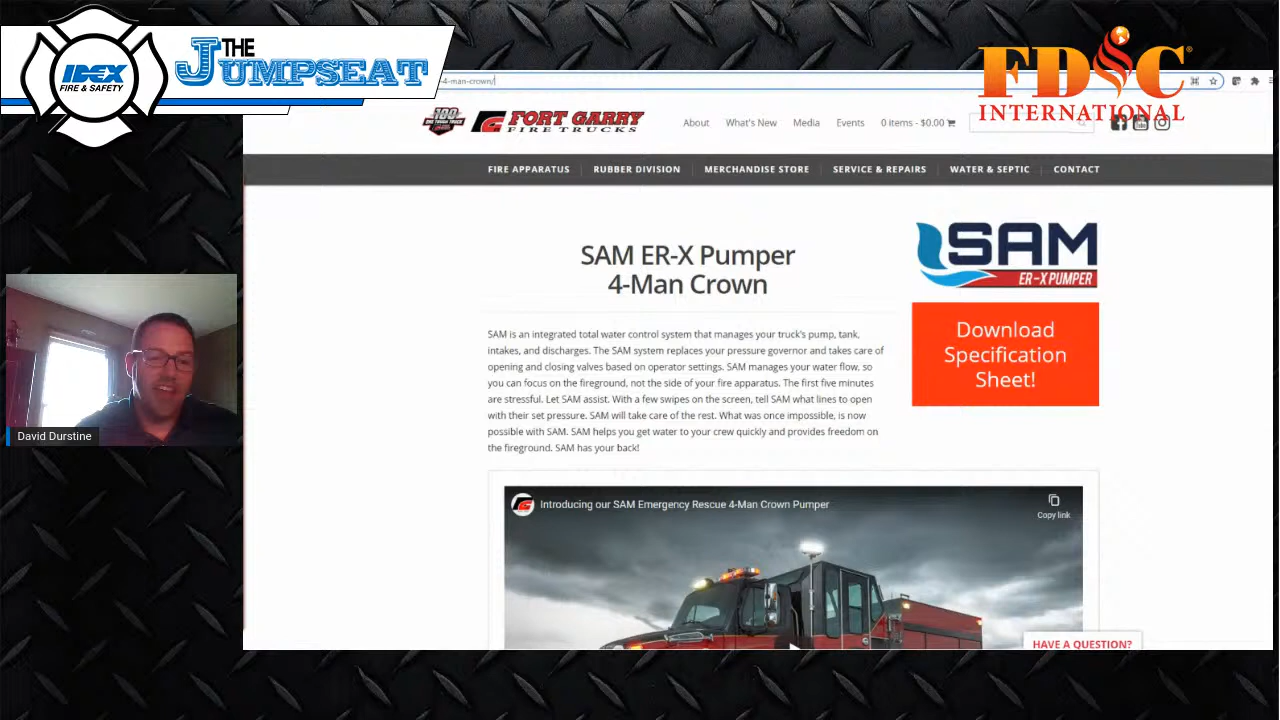 IDEX
FIRE & SAFETY
THE
JUMPSEAT
FDIC
INTERNATIONAL
-4-man-crown/
100
FORT GARRY
FIRE TRUCKS
About
What's New
Media
Events
0 items - $0.00
FIRE APPARATUS
RUBBER DIVISION
MERCHANDISE STORE
SERVICE & REPAIRS
WATER & SEPTIC
CONTACT
SAM ER-X Pumper
4-Man Crown
SAM
ER-X PUMPER
Download
Specification
Sheet!
SAM is an integrated total water control system that manages your truck's pump, tank,
intakes, and discharges. The SAM system replaces your pressure governor and takes care of
opening and closing valves based on operator settings. SAM manages your water flow, so
you can focus on the fireground, not the side of your fire apparatus. The first five minutes
are stressful. Let SAM assist. With a few swipes on the screen, tell SAM what lines to open
with their set pressure. SAM will take care of the rest. What was once impossible, is now
possible with SAM. SAM helps you get water to your crew quickly and provides freedom on
the fireground. SAM has your back!
David Durstine
Introducing our SAM Emergency Rescue 4-Man Crown Pumper
Copy link
HAVE A QUESTION?